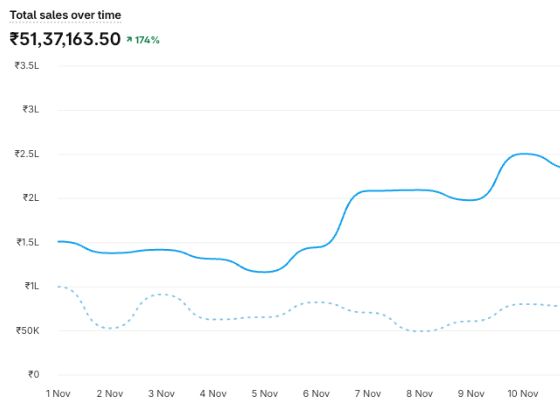 Total sales over time
₹51,37,163.50 ↗ 174%
₹3.5L
₹3L
₹2.5L
₹2L
₹1.5L
₹1L
₹50K
₹0
1 Nov 2 Nov 3 Nov 4 Nov 5 Nov 6 Nov 7 Nov 8 Nov 9 Nov 10 Nov